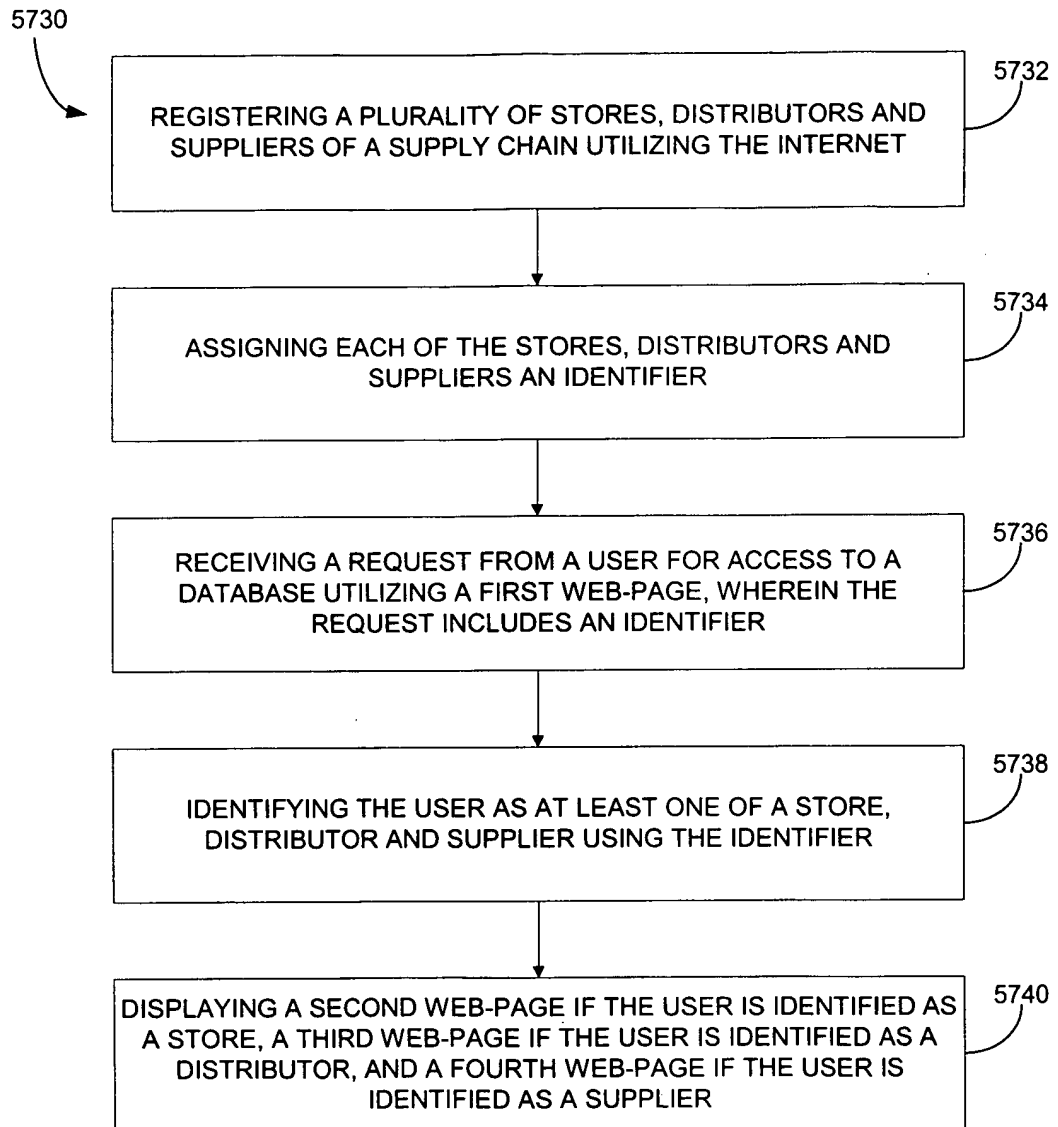 5730
5732
REGISTERING A PLURALITY OF STORES, DISTRIBUTORS AND
SUPPLIERS OF A SUPPLY CHAIN UTILIZING THE INTERNET
5734
ASSIGNING EACH OF THE STORES, DISTRIBUTORS AND
SUPPLIERS AN IDENTIFIER
5736
RECEIVING A REQUEST FROM A USER FOR ACCESS TO A
DATABASE UTILIZING A FIRST WEB-PAGE, WHEREIN THE
REQUEST INCLUDES AN IDENTIFIER
5738
IDENTIFYING THE USER AS AT LEAST ONE OF A STORE,
DISTRIBUTOR AND SUPPLIER USING THE IDENTIFIER
5740
DISPLAYING A SECOND WEB-PAGE IF THE USER IS IDENTIFIED AS
A STORE, A THIRD WEB-PAGE IF THE USER IS IDENTIFIED AS A
DISTRIBUTOR, AND A FOURTH WEB-PAGE IF THE USER IS
IDENTIFIED AS A SUPPLIER